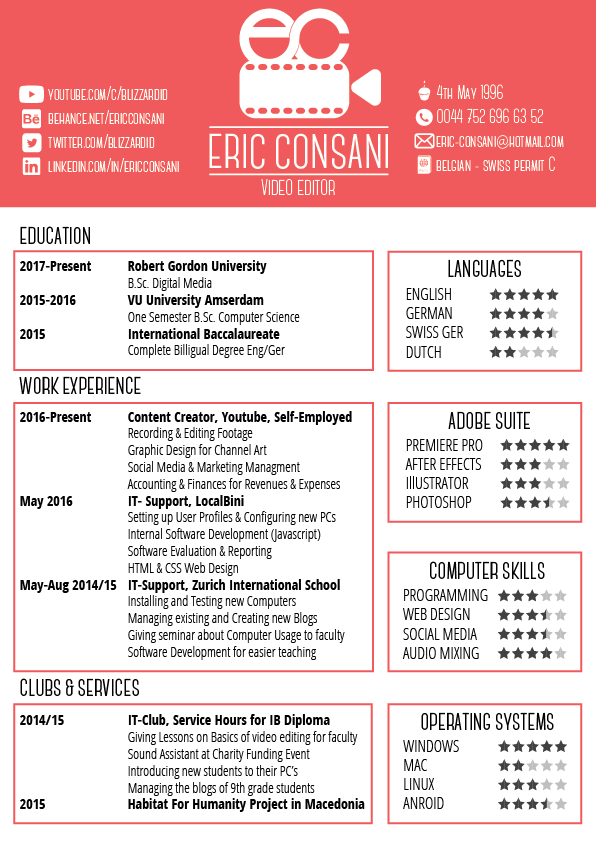 ec
YOUTUBE.COM/C/BLIZZARDID
BEHANCE.NET/ERICCONSANI
TWITTER.COM/BLIZZARDID
LINKEDIN.COM/IN/ERICCONSANI
ERIC CONSANI
VIDEO EDITOR
4TH MAY 1996
0044 752 696 63 52
ERIC-CONSANI@HOTMAIL.COM
BELGIAN - SWISS PERMIT C
EDUCATION
2017-Present Robert Gordon University
B.Sc. Digital Media
2015-2016 VU University Amserdam
One Semester B.Sc. Computer Science
2015 International Baccalaureate
Complete Billigual Degree Eng/Ger
LANGUAGES
ENGLISH ★★★★★
GERMAN
SWISS GER
DUTCH
WORK EXPERIENCE
2016-Present Content Creator, Youtube, Self-Employed
Recording & Editing Footage
Graphic Design for Channel Art
Social Media & Marketing Managment
Accounting & Finances for Revenues & Expenses
May 2016 IT- Support, LocalBini
Setting up User Profiles & Configuring new PCs
Internal Software Development (Javascript)
Software Evaluation & Reporting
HTML & CSS Web Design
May-Aug 2014/15 IT-Support, Zurich International School
Installing and Testing new Computers
Managing existing and Creating new Blogs
Giving seminar about Computer Usage to faculty
Software Development for easier teaching
ADOBE SUITE
PREMIERE PRO
AFTER EFFECTS
IllUSTRATOR
PHOTOSHOP
COMPUTER SKILLS
PROGRAMMING
WEB DESIGN
SOCIAL MEDIA
AUDIO MIXING
CLUBS & SERVICES
2014/15 IT-Club, Service Hours for IB Diploma
Giving Lessons on Basics of video editing for faculty
Sound Assistant at Charity Funding Event
Introducing new students to their PC's
Managing the blogs of 9th grade students
2015 Habitat For Humanity Project in Macedonia
OPERATING SYSTEMS
WINDOWS
MAC
LINUX
ANROID